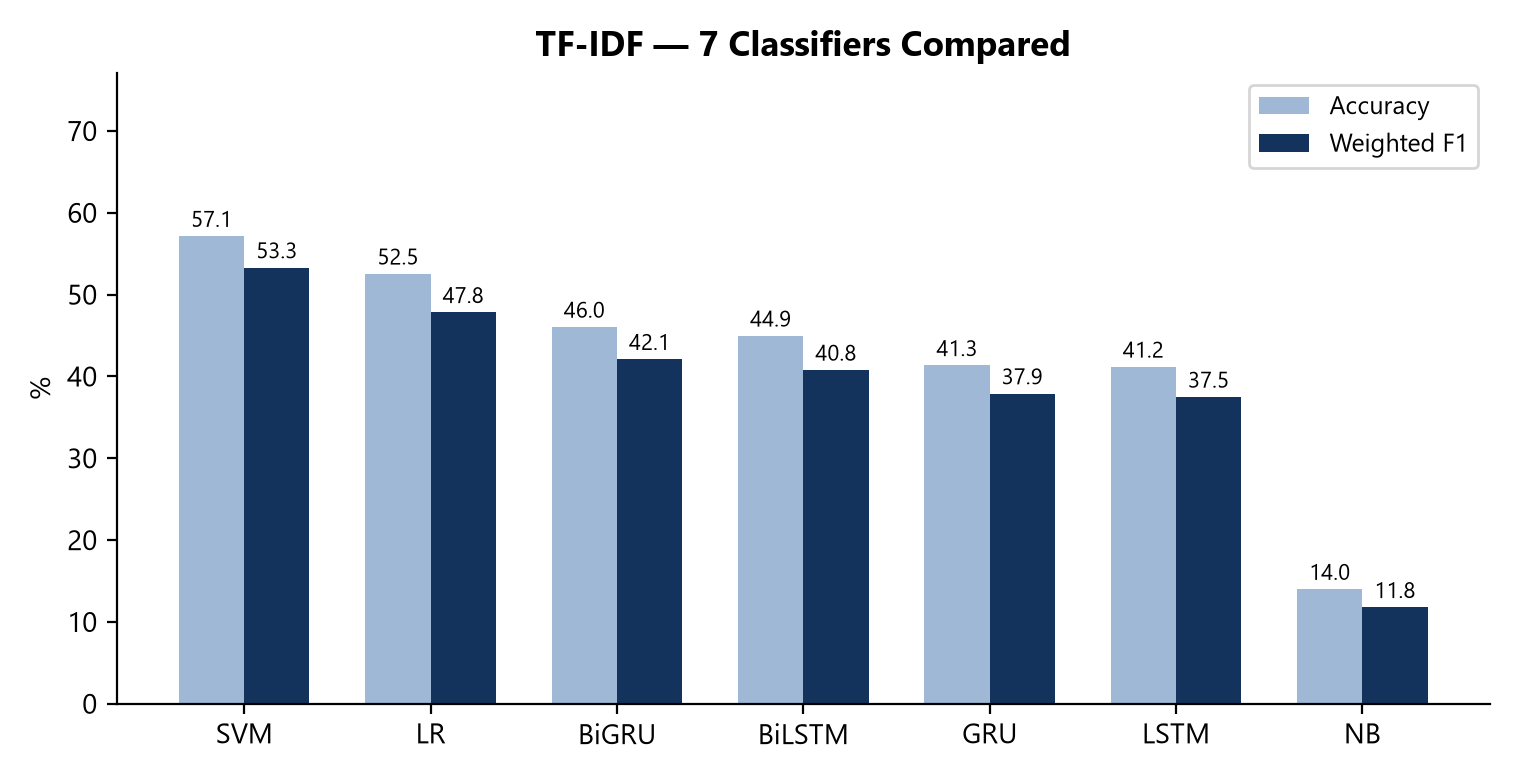 TF-IDF — 7 Classifiers Compared
Accuracy
Weighted F1
%
70
60
50
40
30
20
10
0
57.1
53.3
52.5
47.8
46.0
42.1
44.9
40.8
41.3
37.9
41.2
37.5
14.0
11.8
SVM
LR
BiGRU
BiLSTM
GRU
LSTM
NB